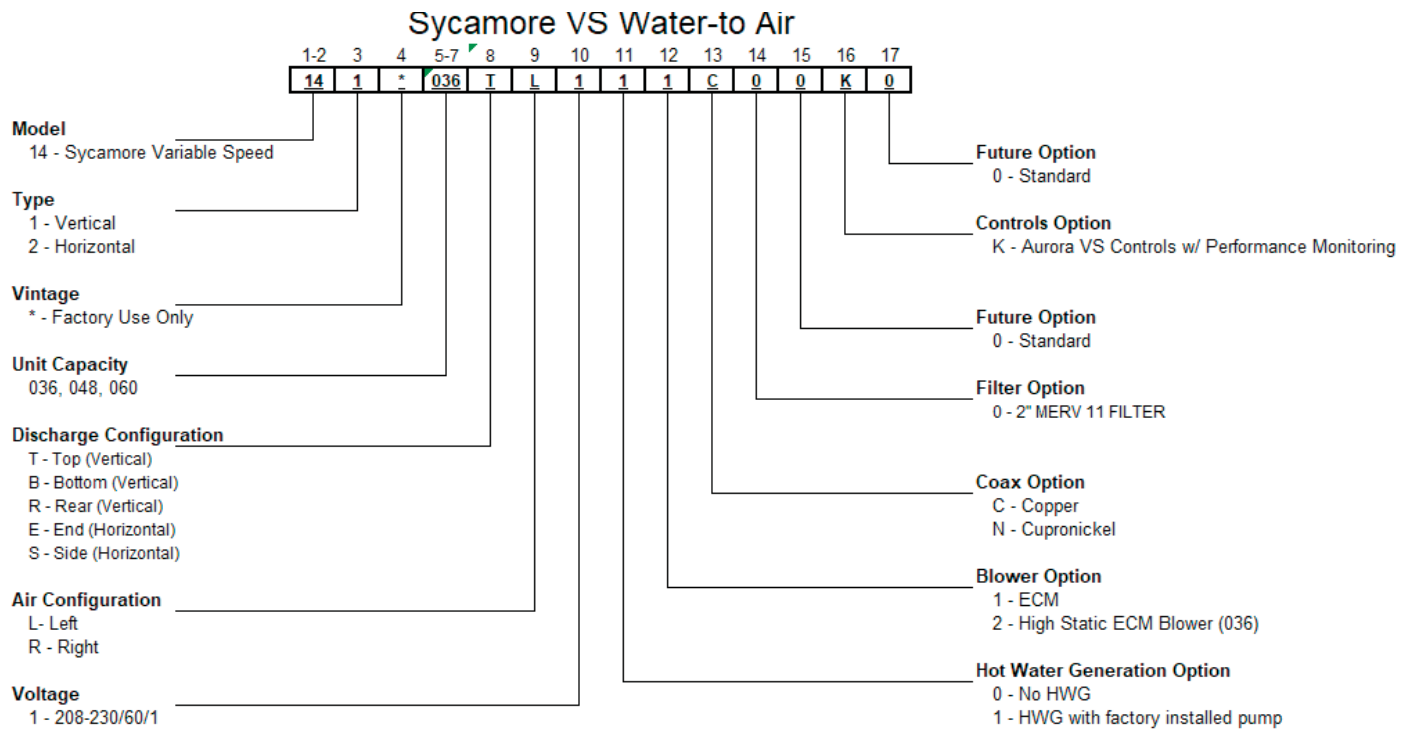 Sycamore VS Water-to Air
1-2 3 4 5-7 8 9 10 11 12 13 14 15 16 17
14 1 * 036 T L 1 1 1 C 0 0 K 0
Model
14 - Sycamore Variable Speed
Type
1 - Vertical
2 - Horizontal
Vintage
* - Factory Use Only
Unit Capacity
036, 048, 060
Discharge Configuration
T - Top (Vertical)
B - Bottom (Vertical)
R - Rear (Vertical)
E - End (Horizontal)
S - Side (Horizontal)
Air Configuration
L- Left
R - Right
Voltage
1 - 208-230/60/1
Future Option
0 - Standard
Controls Option
K - Aurora VS Controls w/ Performance Monitoring
Future Option
0 - Standard
Filter Option
0 - 2" MERV 11 FILTER
Coax Option
C - Copper
N - Cupronickel
Blower Option
1 - ECM
2 - High Static ECM Blower (036)
Hot Water Generation Option
0 - No HWG
1 - HWG with factory installed pump